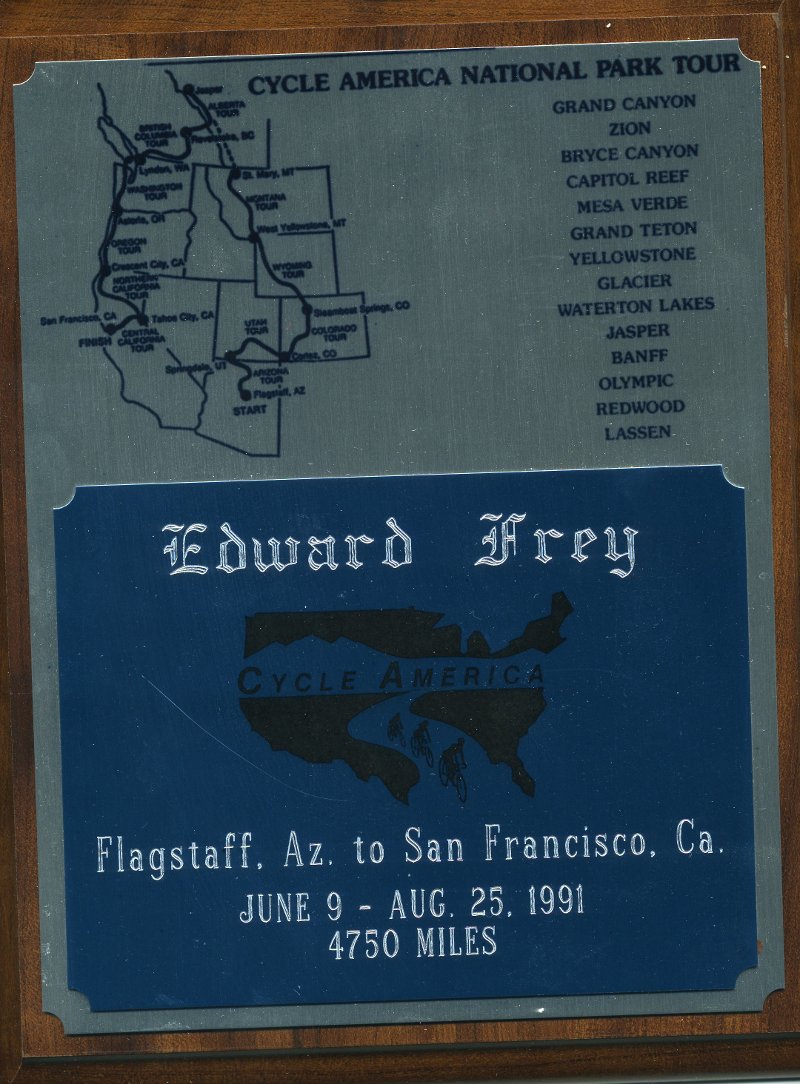 CYCLE AMERICA NATIONAL PARK TOUR
GRAND CANYON
ZION
BRYCE CANYON
CAPITOL REEF
MESA VERDE
GRAND TETON
YELLOWSTONE
GLACIER
WATERTON LAKES
JASPER
BANFF
OLYMPIC
REDWOOD
LASSEN
Jasper
ALBERTA
TOUR
BRITISH
COLUMBIA
TOUR
Revelstoke, BC
Lynden, WA
St. Mary, MT
WASHINGTON
TOUR
MONTANA
TOUR
Astoria, OR
West Yellowstone, MT
OREGON
TOUR
Crescent City, CA
WYOMING
TOUR
NORTHERN
CALIFORNIA
TOUR
San Francisco, CA
Tahoe City, CA
Steamboat Springs, CO
FINISH
CENTRAL
CALIFORNIA
TOUR
UTAH
TOUR
COLORADO
TOUR
Springdale, UT
Cortez, CO
ARIZONA
TOUR
Flagstaff, AZ
START
Edward Frey
CYCLE AMERICA
Flagstaff, Az. to San Francisco, Ca.
JUNE 9 - AUG. 25, 1991
4750 MILES